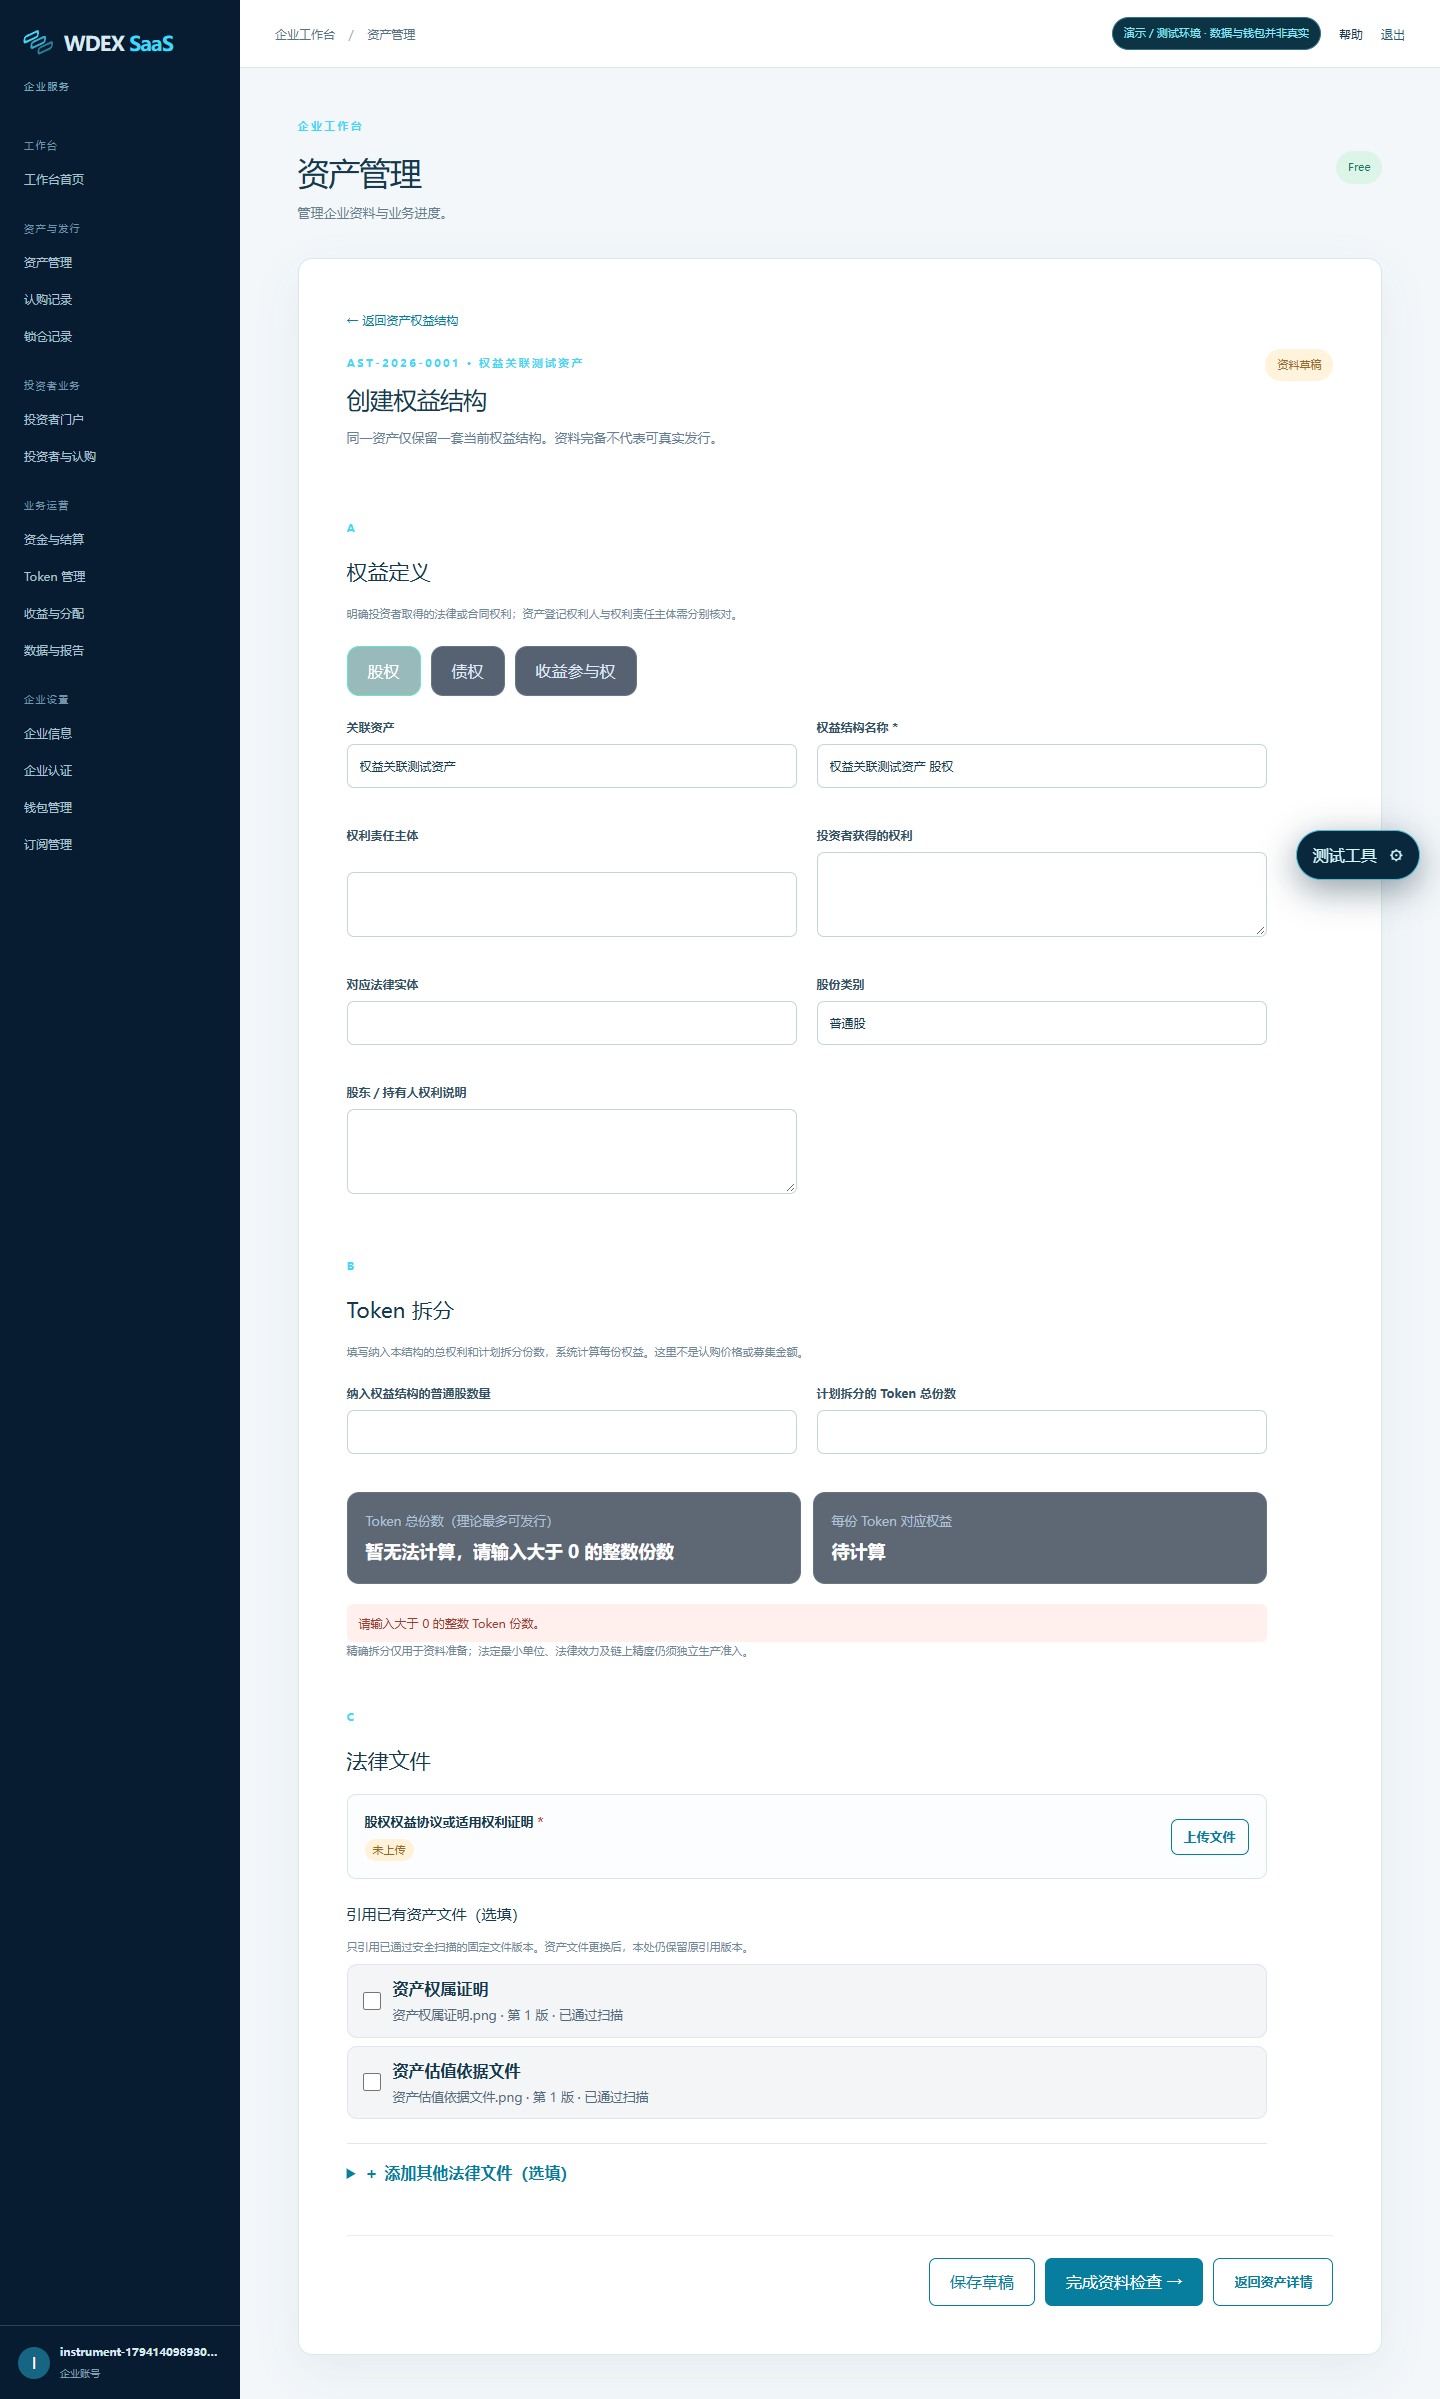 WDEX SaaS
企业服务
工作台
工作台首页
资产与发行
资产管理
认购记录
锁仓记录
投资者业务
投资者门户
投资者与认购
业务运营
资金与结算
Token 管理
收益与分配
数据与报告
企业设置
企业信息
企业认证
钱包管理
订阅管理
I
instrument-179414098930...
企业账号
企业工作台 / 资产管理
演示 / 测试环境 · 数据与钱包并非真实
帮助
退出
企业工作台
资产管理
管理企业资料与业务进度。
Free
← 返回资产权益结构
AST-2026-0001 • 权益关联测试资产
资料草稿
创建权益结构
同一资产仅保留一套当前权益结构。资料完备不代表可真实发行。
A
权益定义
明确投资者取得的法律或合同权利；资产登记权利人与权利责任主体需分别核对。
股权
债权
收益参与权
关联资产
权益关联测试资产
权益结构名称 *
权益关联测试资产 股权
权利责任主体
投资者获得的权利
测试工具 ⚙
对应法律实体
股份类别
普通股
股东 / 持有人权利说明
B
Token 拆分
填写纳入本结构的总权利和计划拆分份数，系统计算每份权益。这里不是认购价格或募集金额。
纳入权益结构的普通股数量
计划拆分的 Token 总份数
Token 总份数（理论最多可发行）
暂无法计算，请输入大于 0 的整数份数
每份 Token 对应权益
待计算
请输入大于 0 的整数 Token 份数。
精确拆分仅用于资料准备；法定最小单位、法律效力及链上精度仍须独立生产准入。
C
法律文件
股权权益协议或适用权利证明 *
未上传
上传文件
引用已有资产文件（选填）
只引用已通过安全扫描的固定文件版本。资产文件更换后，本处仍保留原引用版本。
资产权属证明
资产权属证明.png · 第 1 版 · 已通过扫描
资产估值依据文件
资产估值依据文件.png · 第 1 版 · 已通过扫描
▶ + 添加其他法律文件（选填）
保存草稿
完成资料检查 →
返回资产详情